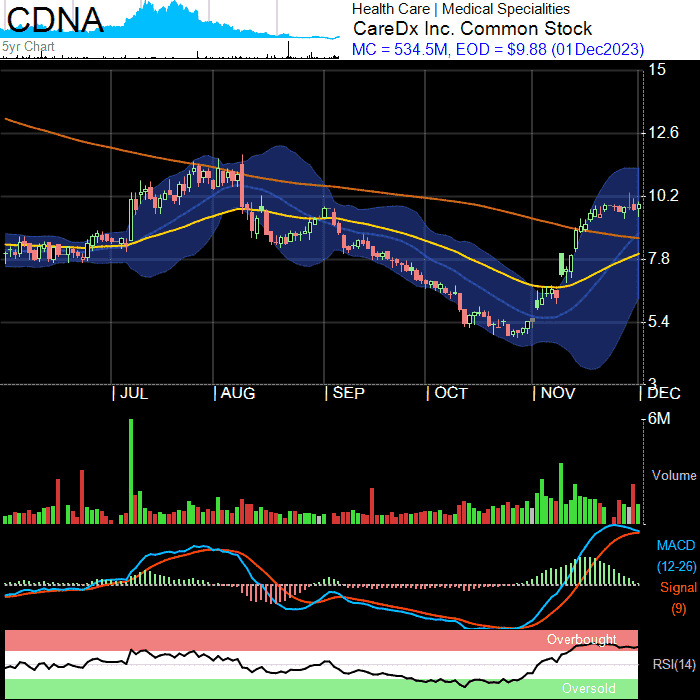 CDNA
5yr Chart
Health Care | Medical Specialities
CareDx Inc. Common Stock
MC = 534.5M, EOD = $9.88 (01Dec2023)
15
12.6
10.2
7.8
5.4
3
JUL AUG SEP OCT NOV DEC
6M
Volume
MACD
(12-26)
Signal
(9)
Overbought
RSI(14)
Oversold